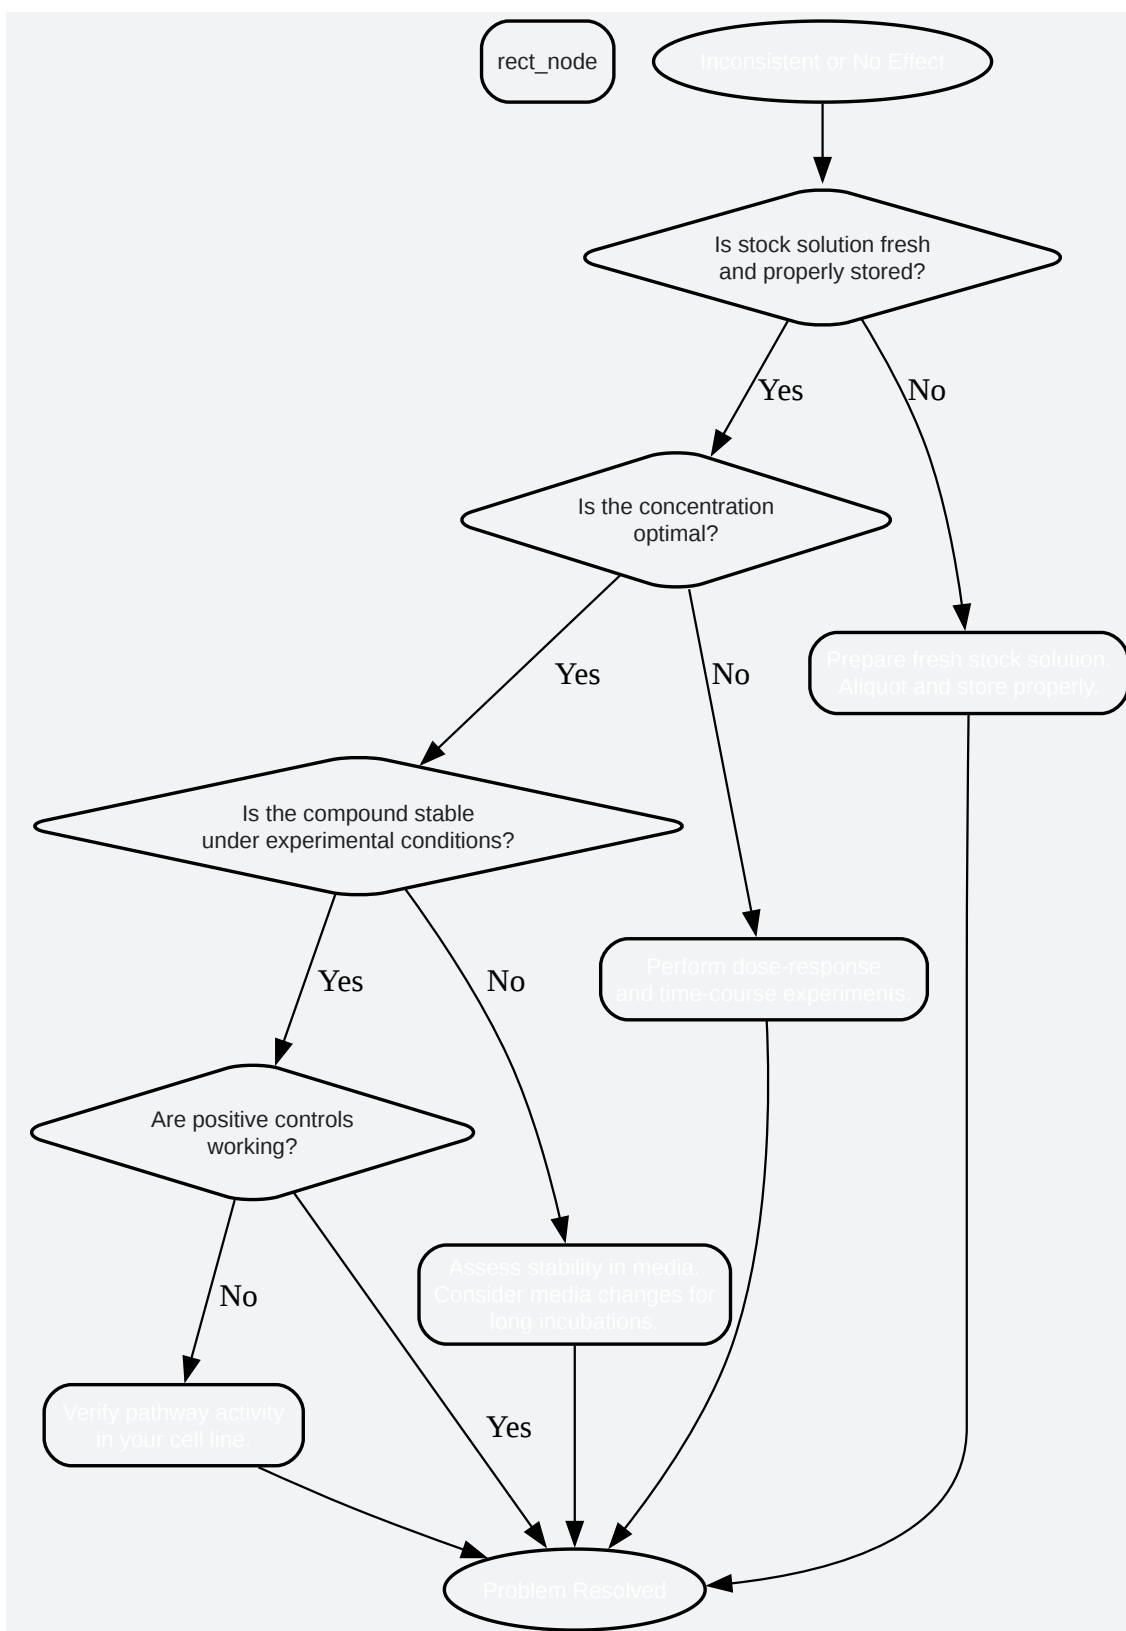 rect_node
Inconsistent or No Effect
Is stock solution fresh
and properly stored?
Yes
No
Is the concentration
optimal?
Yes
No
Prepare fresh stock solution.
Aliquot and store properly.
Is the compound stable
under experimental conditions?
Yes
No
Perform dose-response
and time-course experiments.
Are positive controls
working?
No
Yes
Assess stability in media.
Consider media changes for
long incubations.
Verify pathway activity
in your cell line.
Problem Resolved